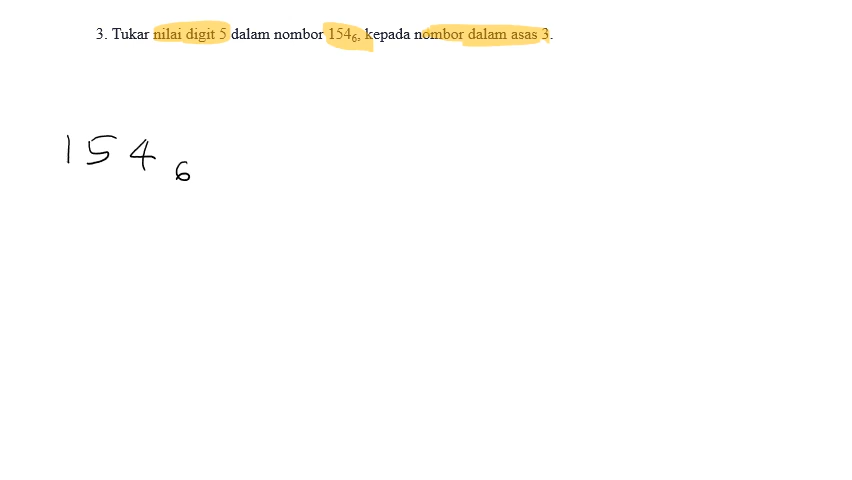 3. Tukar nilai digit 5 dalam nombor 154₆, kepada nombor dalam asas 3.
154₆